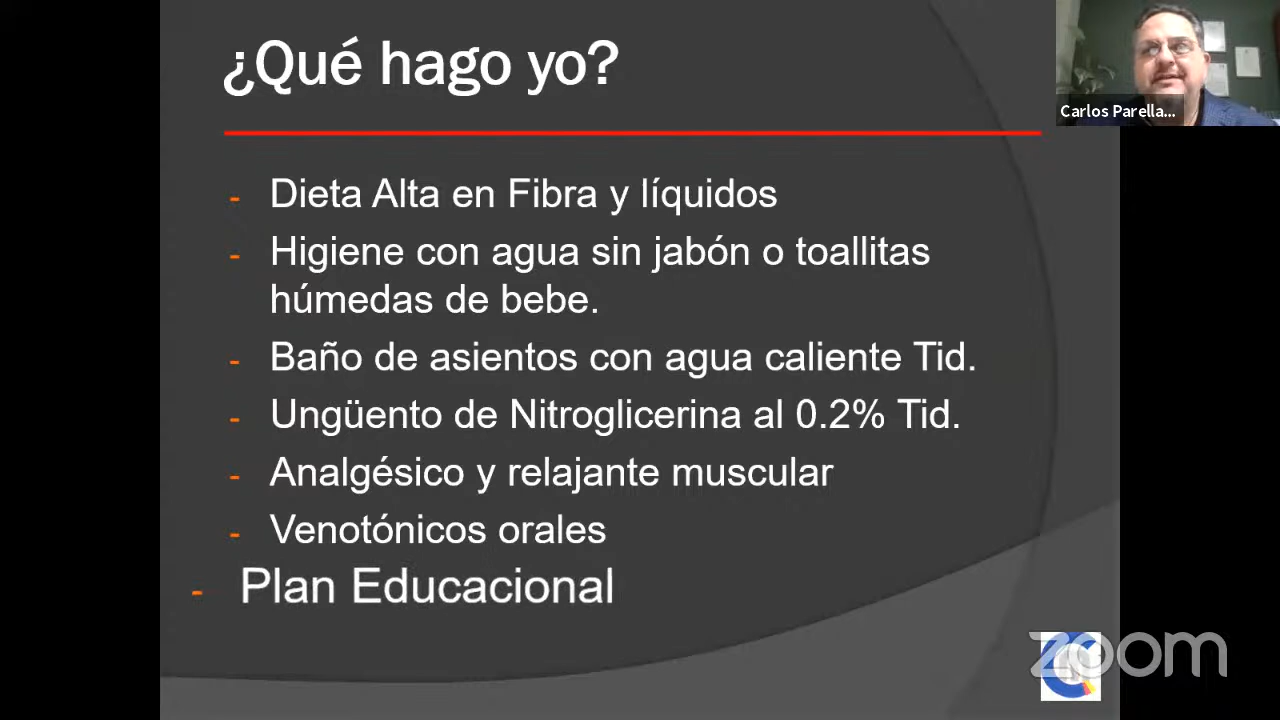 ¿Qué hago yo?
Carlos Parella...
- Dieta Alta en Fibra y líquidos
- Higiene con agua sin jabón o toallitas
húmedas de bebe.
- Baño de asientos con agua caliente Tid.
- Ungüento de Nitroglicerina al 0.2% Tid.
- Analgésico y relajante muscular
- Venotónicos orales
- Plan Educacional
zoom